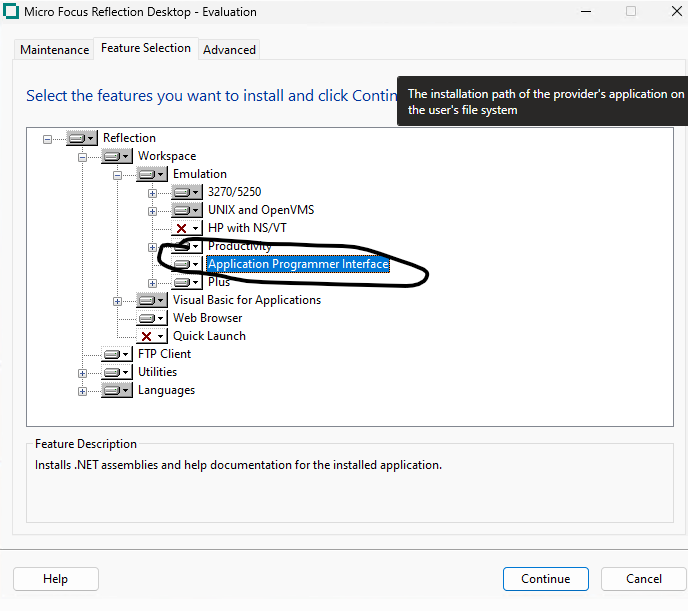 Micro Focus Reflection Desktop - Evaluation
Maintenance Feature Selection Advanced
Select the features you want to install and click
The installation path of the provider's application on
the user's file system
Reflection
Workspace
Emulation
3270/5250
UNIX and OpenVMS
HP with NS/VT
Productivity
Application Programmer Interface
Plus
Visual Basic for Applications
Web Browser
Quick Launch
FTP Client
Utilities
Languages
Feature Description
Installs .NET assemblies and help documentation for the installed application.
Help Continue Cancel